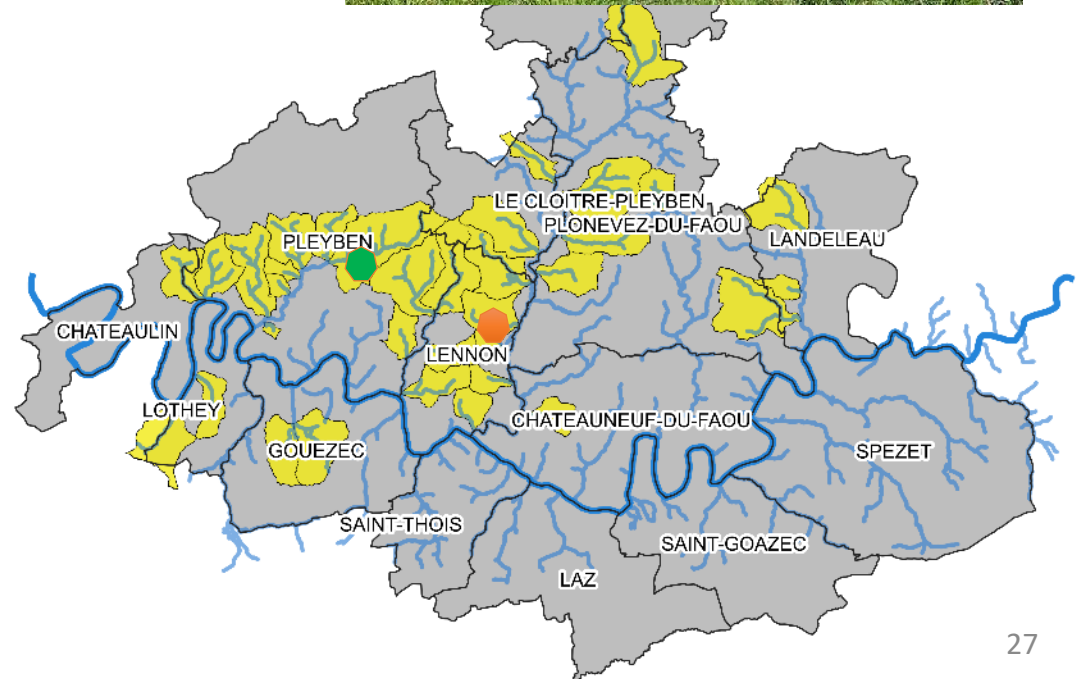 LE CLOITRE-PLEYBEN
PLONEVEZ-DU-FAOU
PLEYBEN
LANDELEAU
CHATEAULIN
LENNON
LOTHEY
CHATEAUNEUF-DU-FAOU
GOUEZEC
SPEZET
SAINT-THOIS
SAINT-GOAZEC
LAZ
27